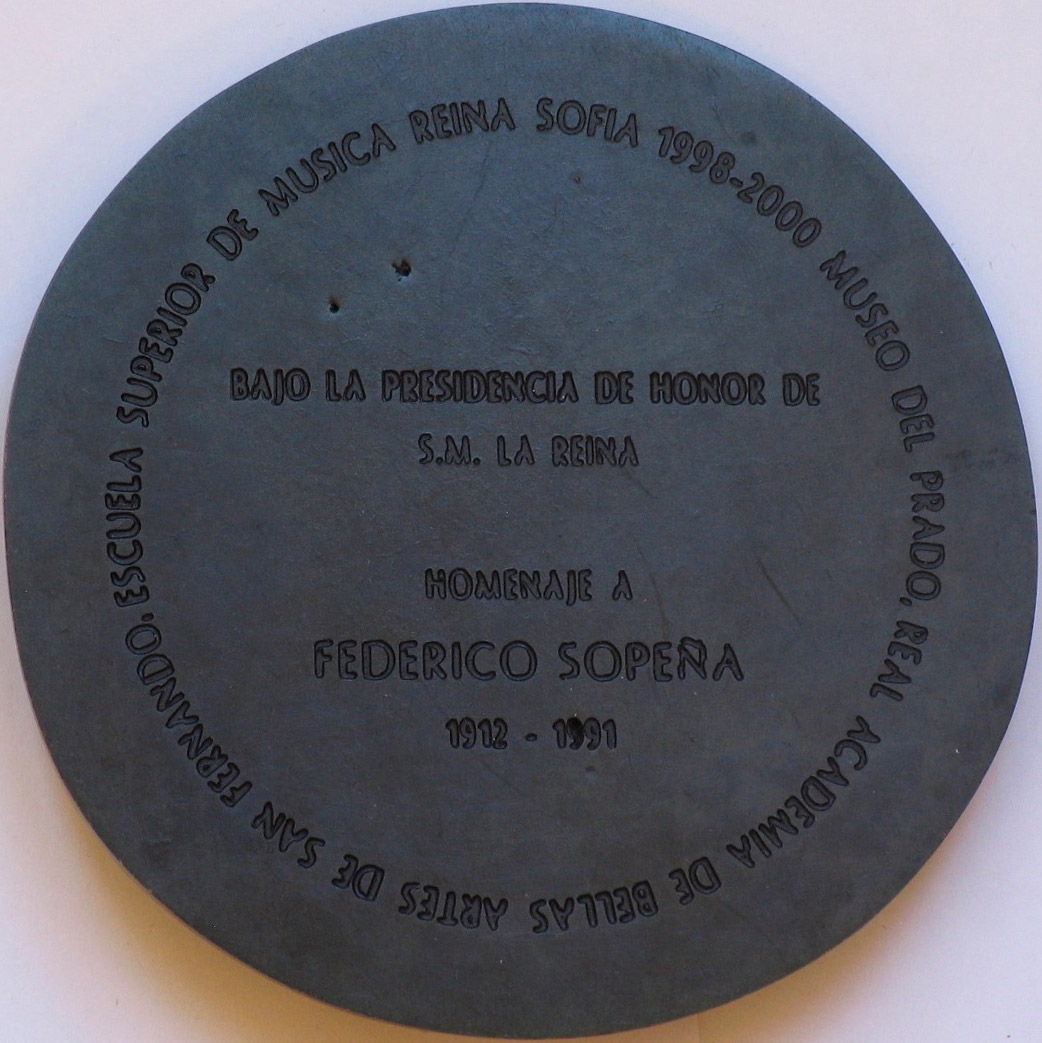 MUSEO DEL PRADO, REAL ACADEMIA DE BELLAS ARTES DE SAN FERNANDO, ESCUELA SUPERIOR DE MUSICA REINA SOFIA 1998-2000
BAJO LA PRESIDENCIA DE HONOR DE
S.M. LA REINA
HOMENAJE A
FEDERICO SOPEÑA
1912 - 1991